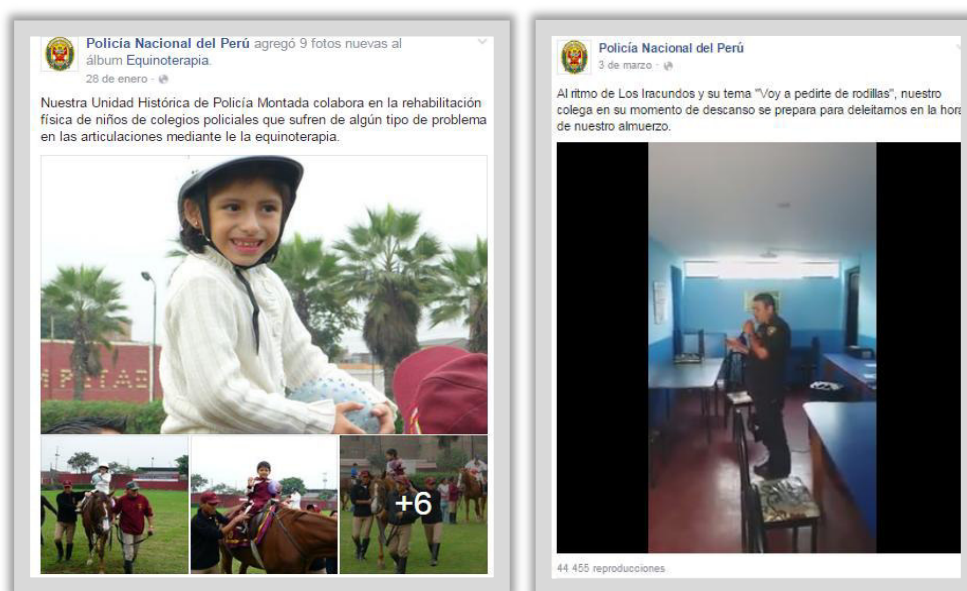 Policía Nacional del Perú agregó 9 fotos nuevas al
álbum Equinoterapia.
28 de enero ·
Nuestra Unidad Histórica de Policía Montada colabora en la rehabilitación
física de niños de colegios policiales que sufren de algún tipo de problema
en las articulaciones mediante le la equinoterapia.
+6
Policía Nacional del Perú
3 de marzo ·
Al ritmo de Los Iracundos y su tema "Voy a pedirte de rodillas", nuestro
colega en su momento de descanso se prepara para deleitarnos en la hora
de nuestro almuerzo.
44 455 reproducciones